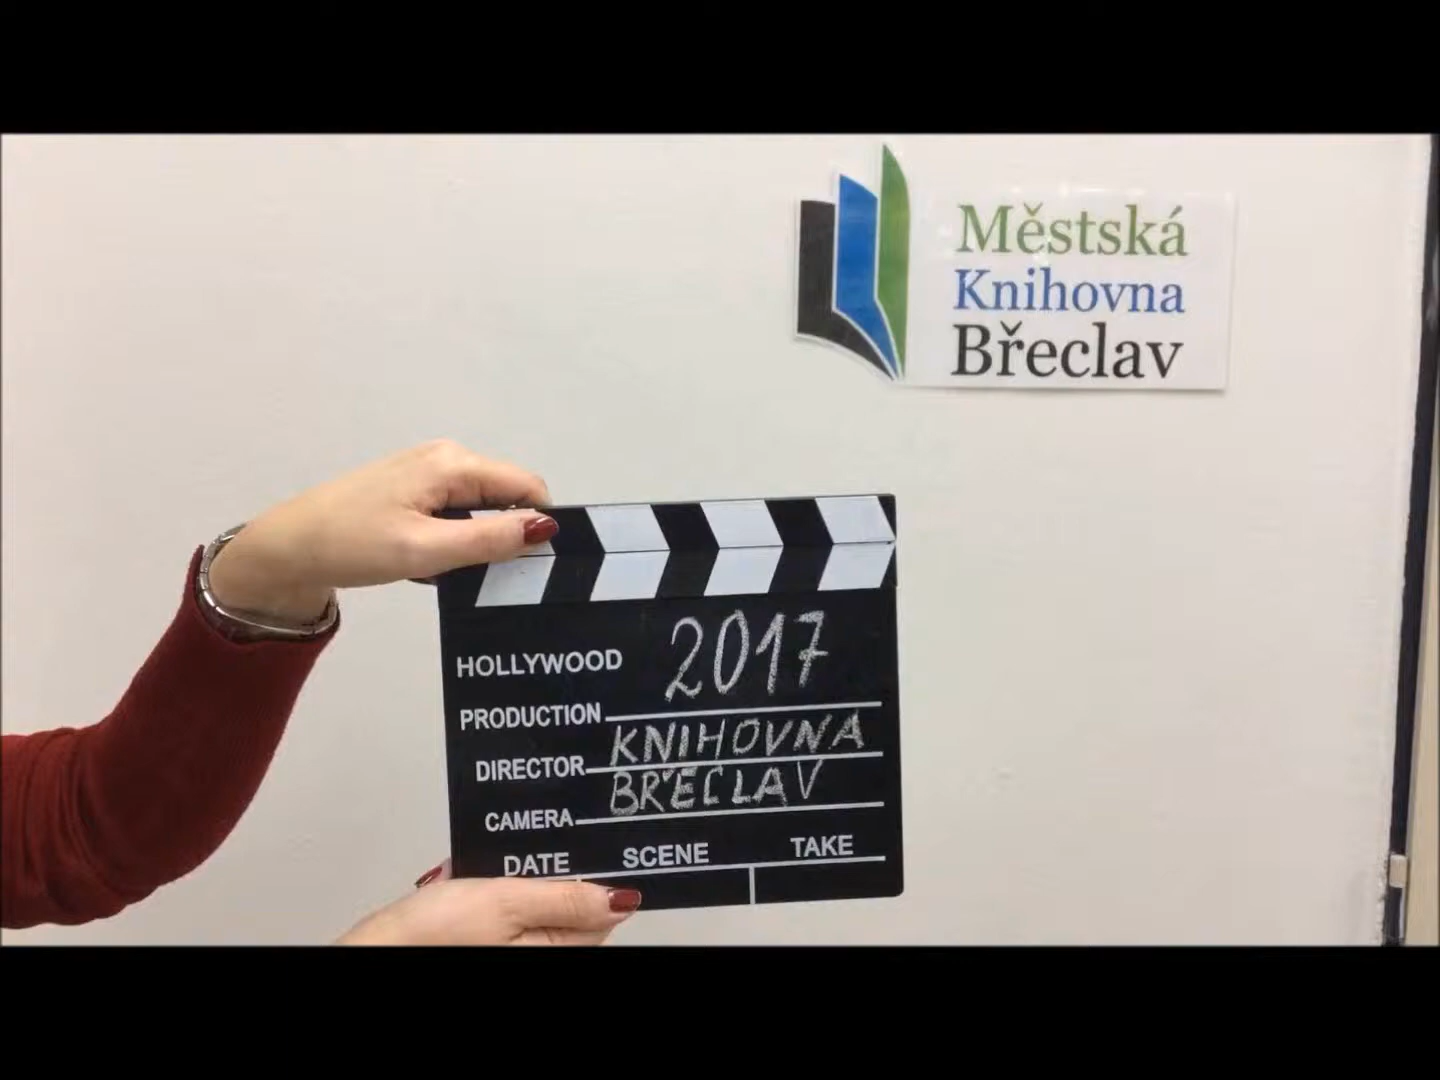 Městská
Knihovna
Břeclav
HOLLYWOOD 2017
PRODUCTION KNIHOVNA
DIRECTOR BŘECLAV
CAMERA
DATE SCENE TAKE